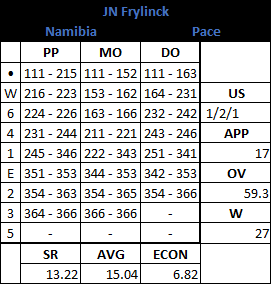 JN Frylinck
Namibia Pace
PP MO DO
• 111 - 215 111 - 152 111 - 163
W 216 - 223 153 - 162 164 - 231 US
6 224 - 226 163 - 166 232 - 242 1/2/1
4 231 - 244 211 - 221 243 - 246 APP
1 245 - 346 222 - 343 251 - 341 17
E 351 - 353 344 - 353 342 - 353 OV
2 354 - 363 354 - 365 354 - 366 59.3
3 364 - 366 366 - 366 - W
5 - - - 27
SR AVG ECON
13.22 15.04 6.82